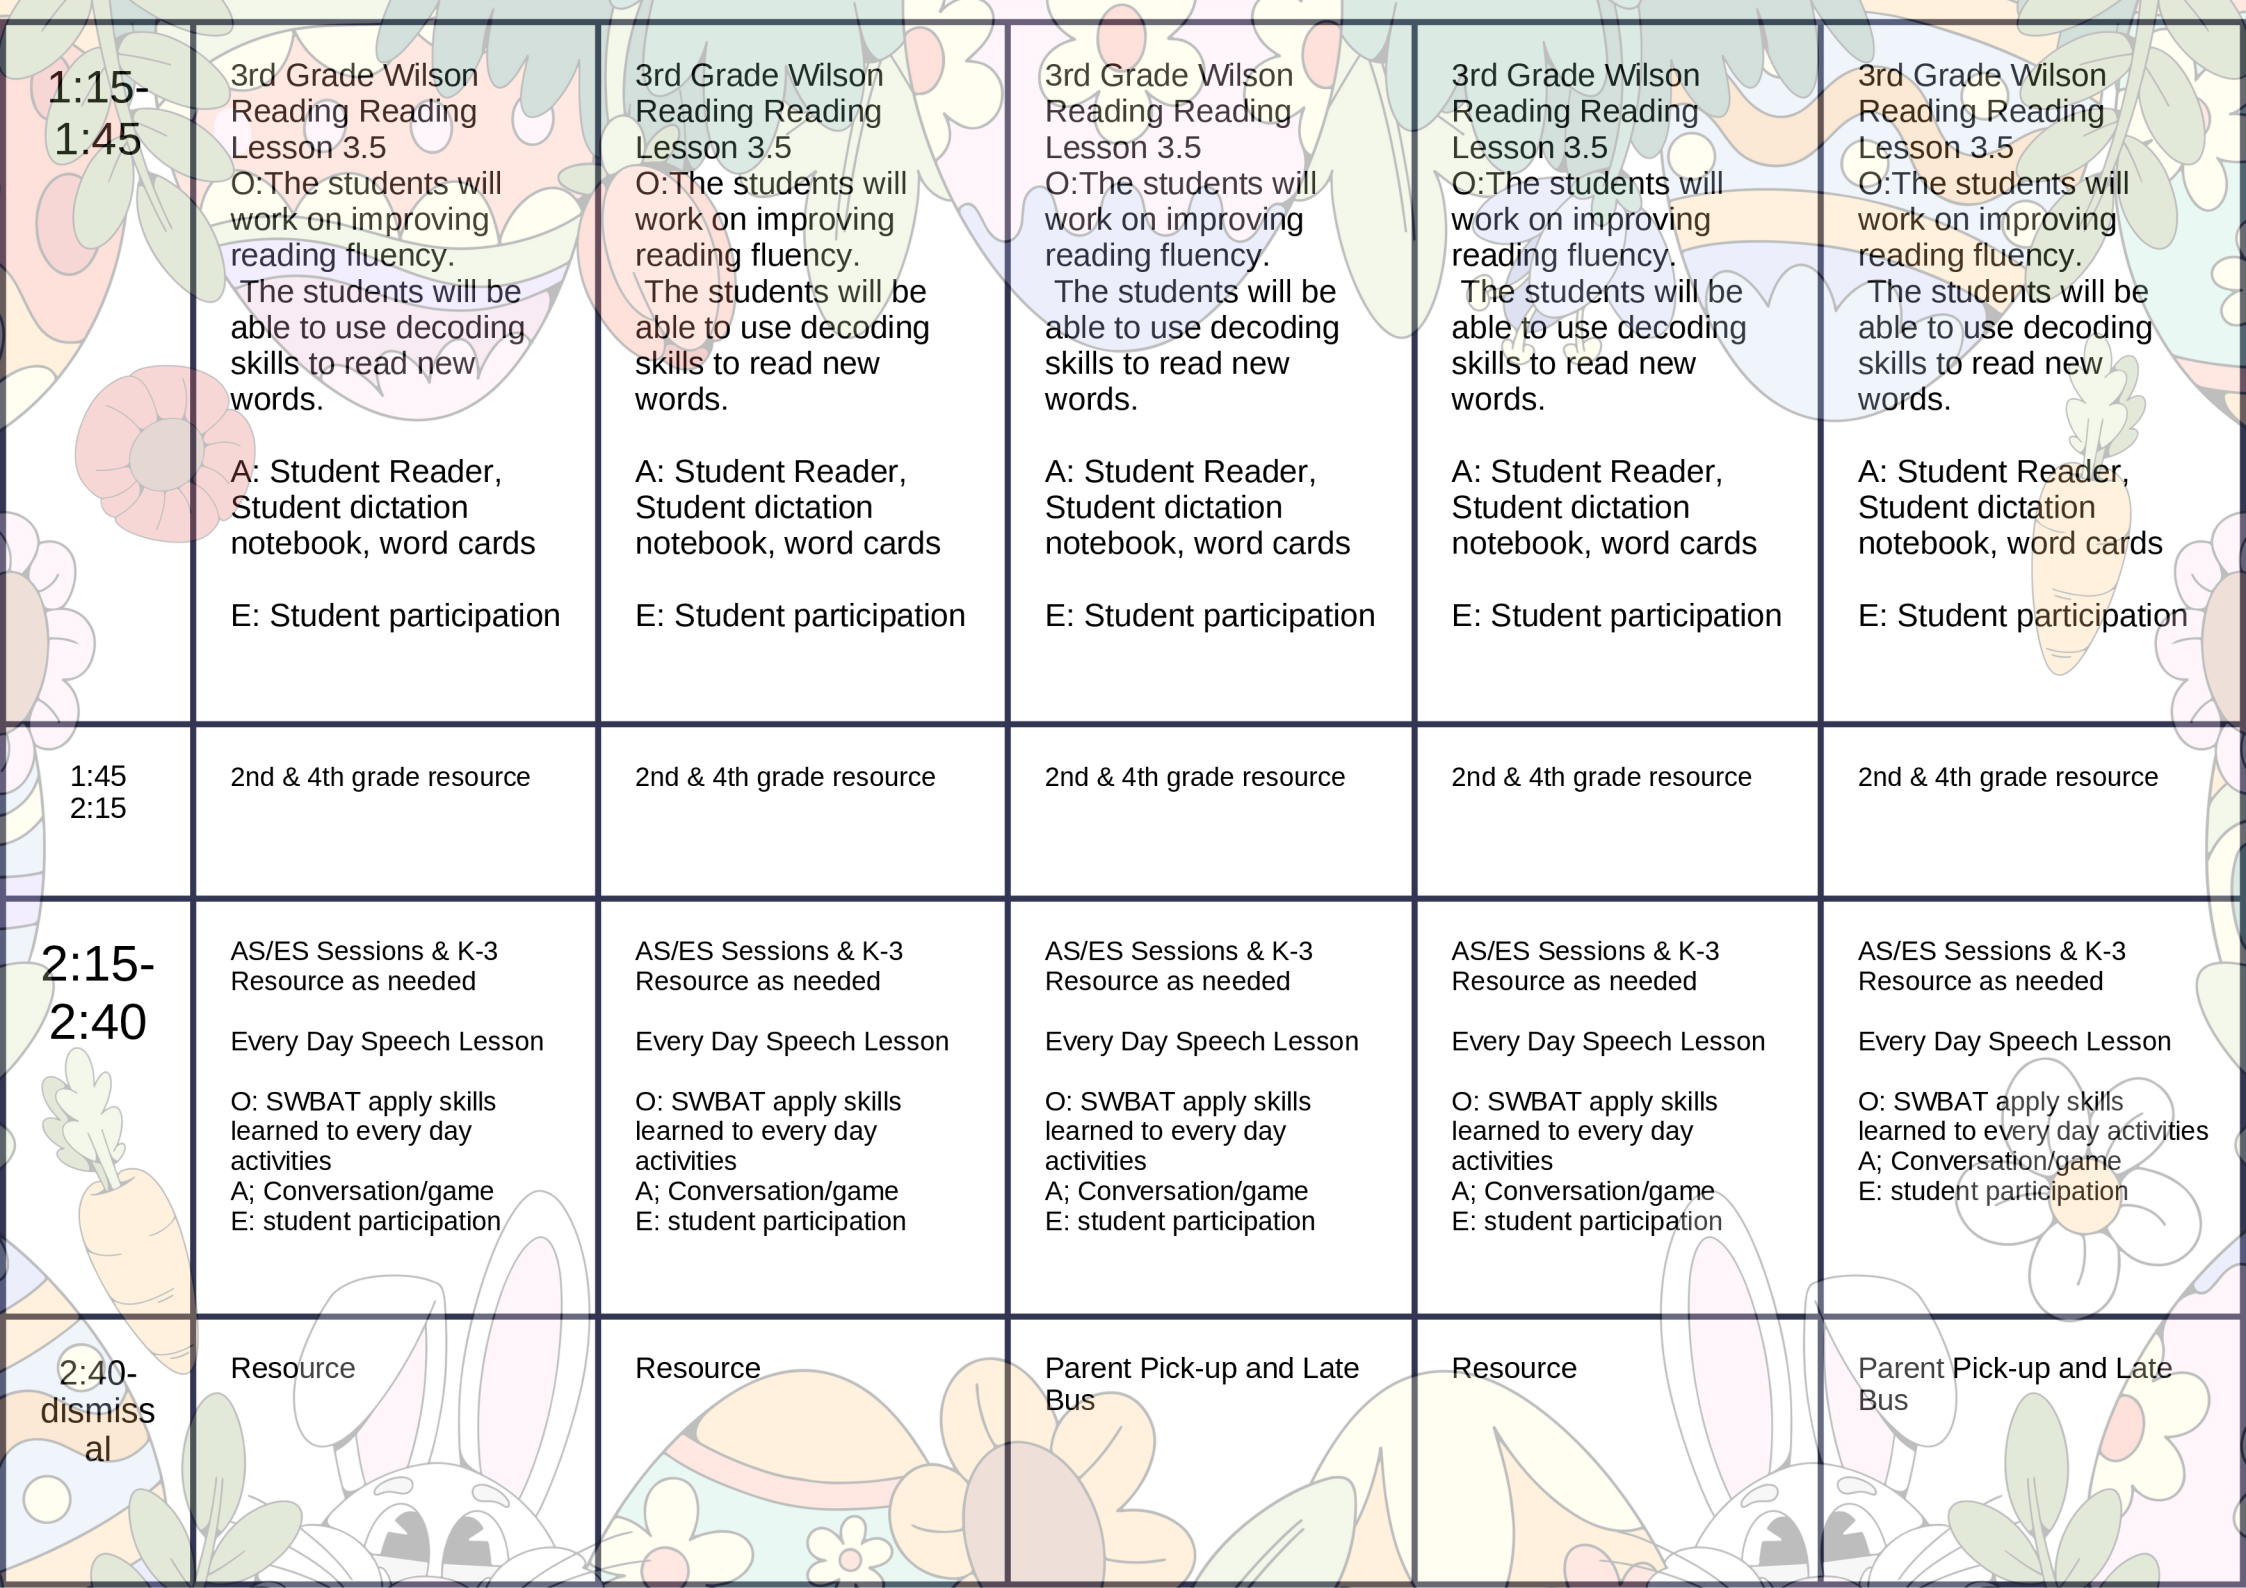 1:15-
1:45
3rd Grade Wilson
Reading Reading
Lesson 3.5
O:The students will
work on improving
reading fluency.
The students will be
able to use decoding
skills to read new
words.
A: Student Reader,
Student dictation
notebook, word cards
E: Student participation
3rd Grade Wilson
Reading Reading
Lesson 3.5
O:The students will
work on improving
reading fluency.
The students will be
able to use decoding
skills to read new
words.
A: Student Reader,
Student dictation
notebook, word cards
E: Student participation
3rd Grade Wilson
Reading Reading
Lesson 3.5
O:The students will
work on improving
reading fluency.
The students will be
able to use decoding
skills to read new
words.
A: Student Reader,
Student dictation
notebook, word cards
E: Student participation
3rd Grade Wilson
Reading Reading
Lesson 3.5
O:The students will
work on improving
reading fluency.
The students will be
able to use decoding
skills to read new
words.
A: Student Reader,
Student dictation
notebook, word cards
E: Student participation
3rd Grade Wilson
Reading Reading
Lesson 3.5
O:The students will
work on improving
reading fluency.
The students will be
able to use decoding
skills to read new
words.
A: Student Reader,
Student dictation
notebook, word cards
E: Student participation
1:45
2:15
2nd & 4th grade resource
2nd & 4th grade resource
2nd & 4th grade resource
2nd & 4th grade resource
2nd & 4th grade resource
2:15-
2:40
AS/ES Sessions & K-3
Resource as needed
Every Day Speech Lesson
O: SWBAT apply skills
learned to every day
activities
A; Conversation/game
E: student participation
AS/ES Sessions & K-3
Resource as needed
Every Day Speech Lesson
O: SWBAT apply skills
learned to every day
activities
A; Conversation/game
E: student participation
AS/ES Sessions & K-3
Resource as needed
Every Day Speech Lesson
O: SWBAT apply skills
learned to every day
activities
A; Conversation/game
E: student participation
AS/ES Sessions & K-3
Resource as needed
Every Day Speech Lesson
O: SWBAT apply skills
learned to every day
activities
A; Conversation/game
E: student participation
AS/ES Sessions & K-3
Resource as needed
Every Day Speech Lesson
O: SWBAT apply skills
learned to every day activities
A; Conversation/game
E: student participation
2:40-
dismiss
al
Resource
Resource
Parent Pick-up and Late
Bus
Resource
Parent Pick-up and Late
Bus